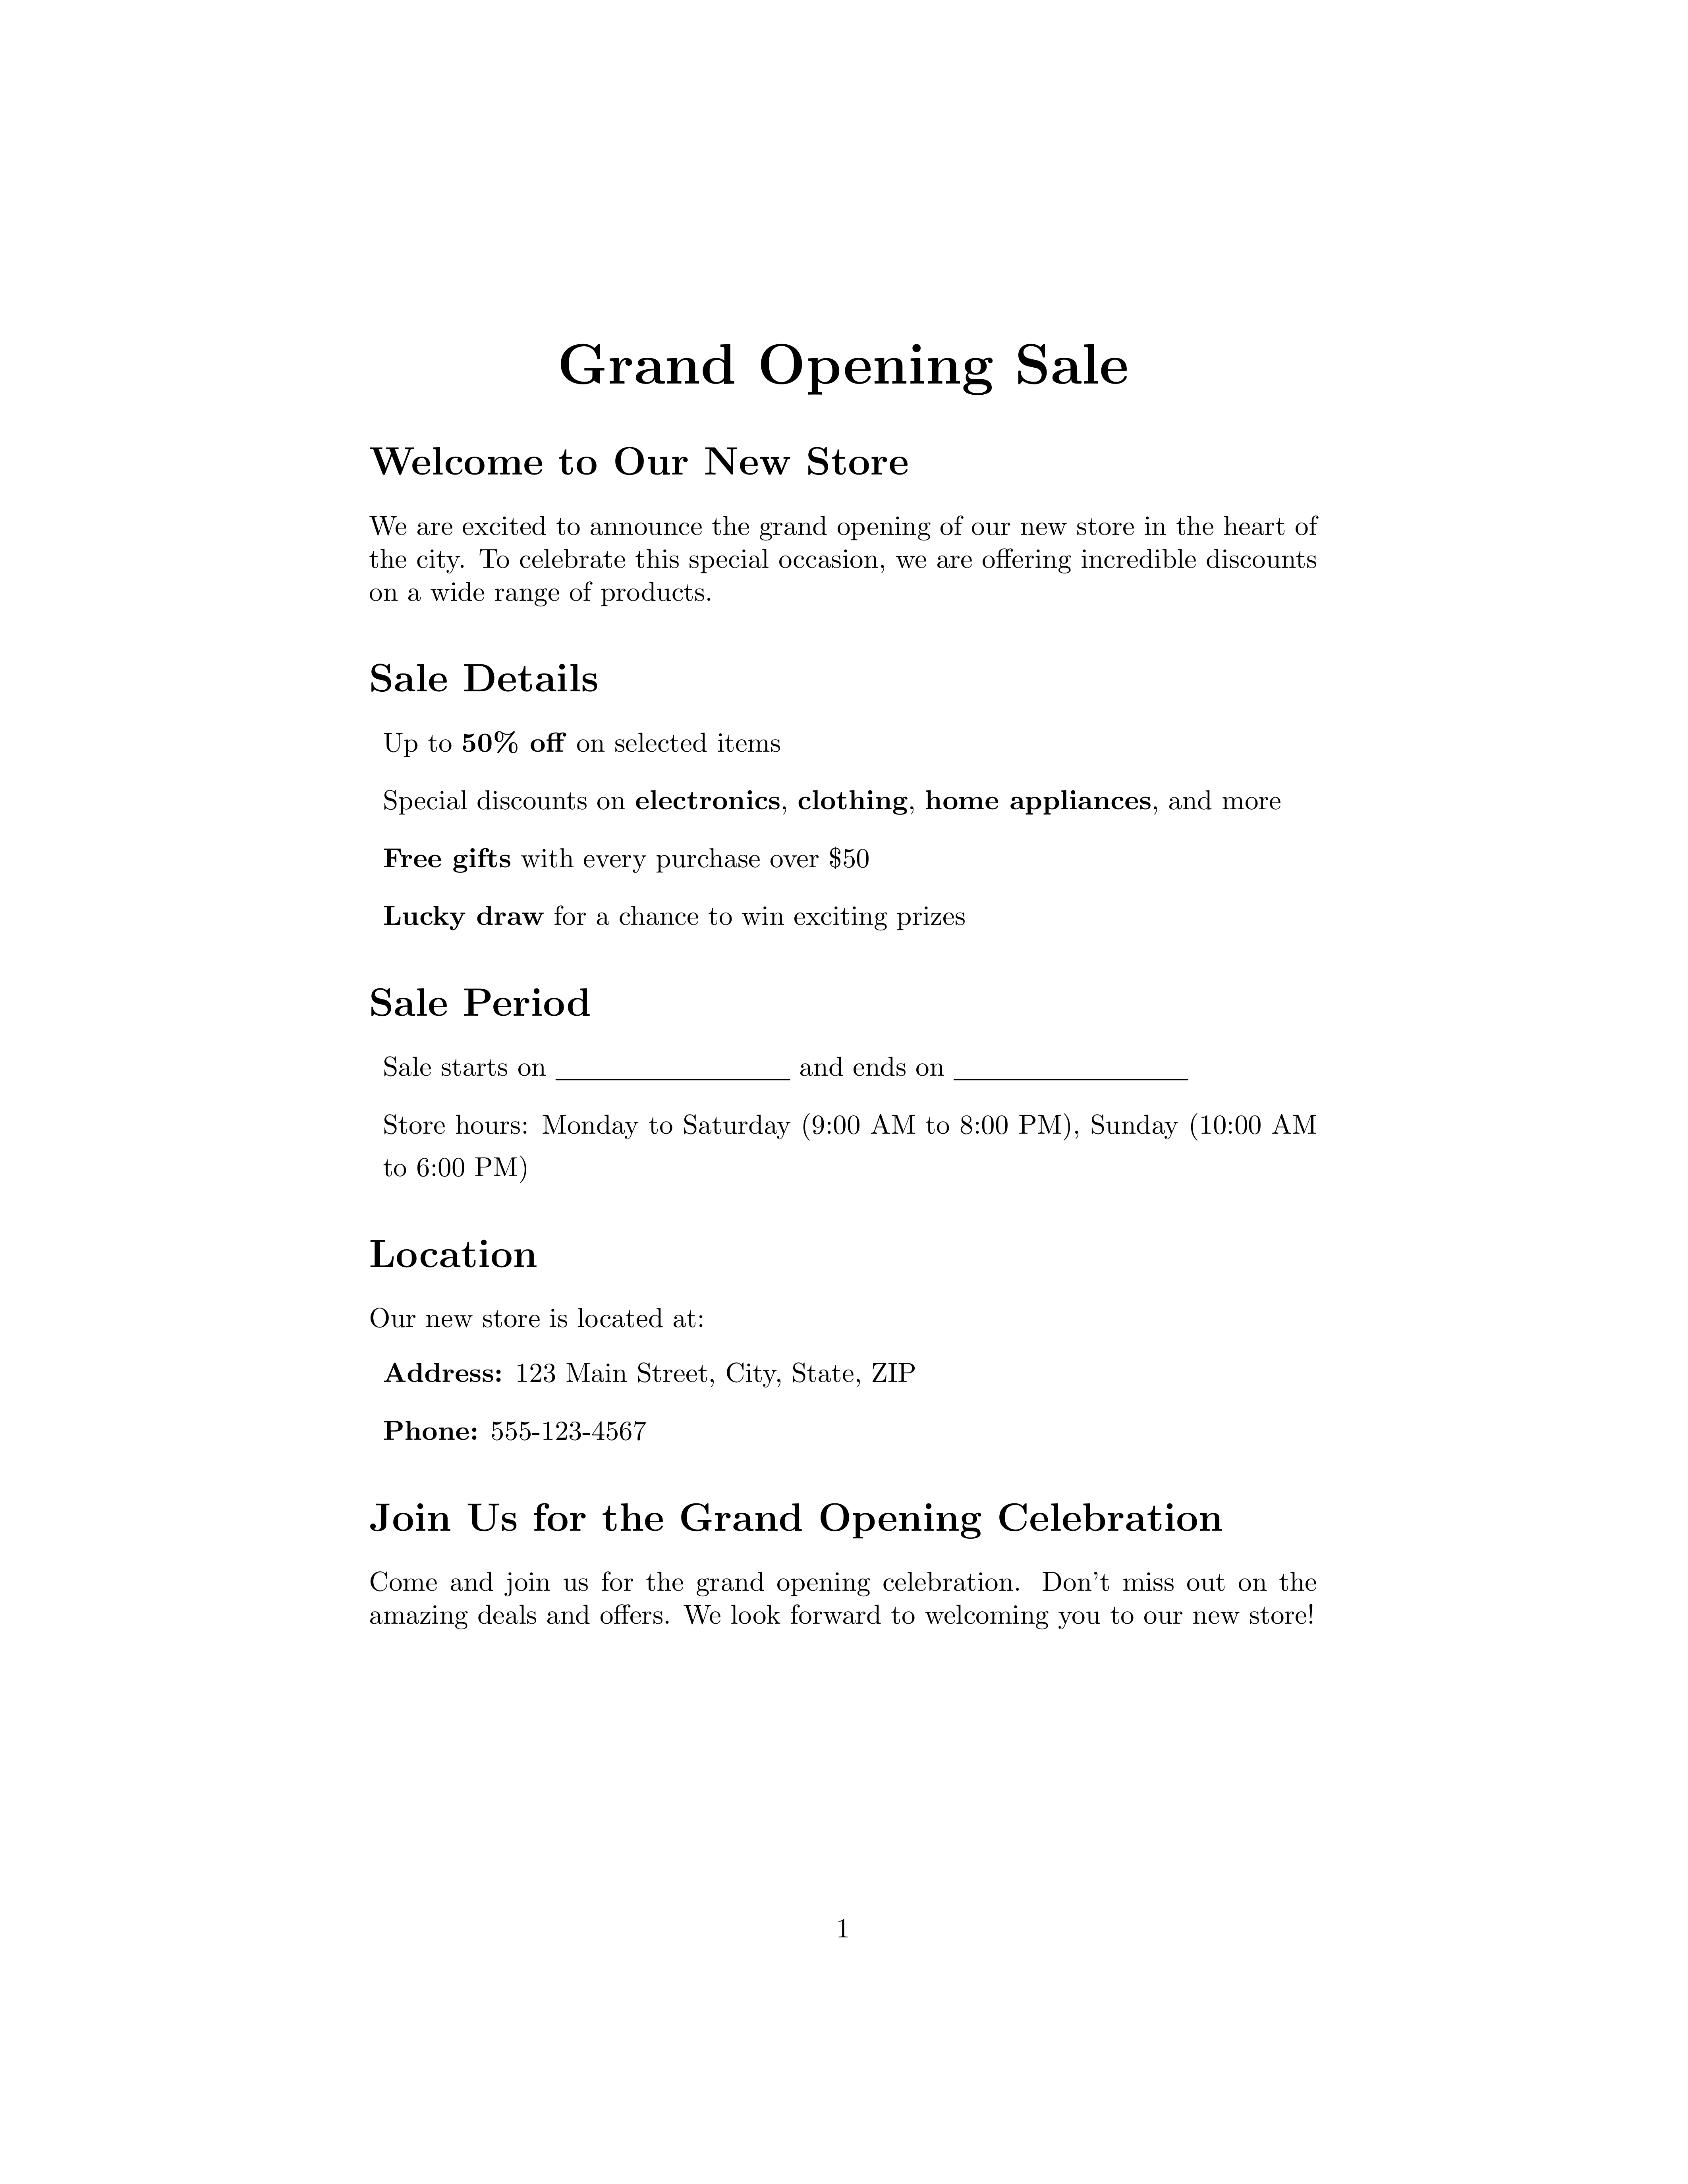 Grand Opening Sale
Welcome to Our New Store
We are excited to announce the grand opening of our new store in the heart of
the city. To celebrate this special occasion, we are offering incredible discounts
on a wide range of products.
Sale Details
Up to 50% off on selected items
Special discounts on electronics, clothing, home appliances, and more
Free gifts with every purchase over $50
Lucky draw for a chance to win exciting prizes
Sale Period
Sale starts on ________________ and ends on ________________
Store hours: Monday to Saturday (9:00 AM to 8:00 PM), Sunday (10:00 AM
to 6:00 PM)
Location
Our new store is located at:
Address: 123 Main Street, City, State, ZIP
Phone: 555-123-4567
Join Us for the Grand Opening Celebration
Come and join us for the grand opening celebration. Don't miss out on the
amazing deals and offers. We look forward to welcoming you to our new store!
1